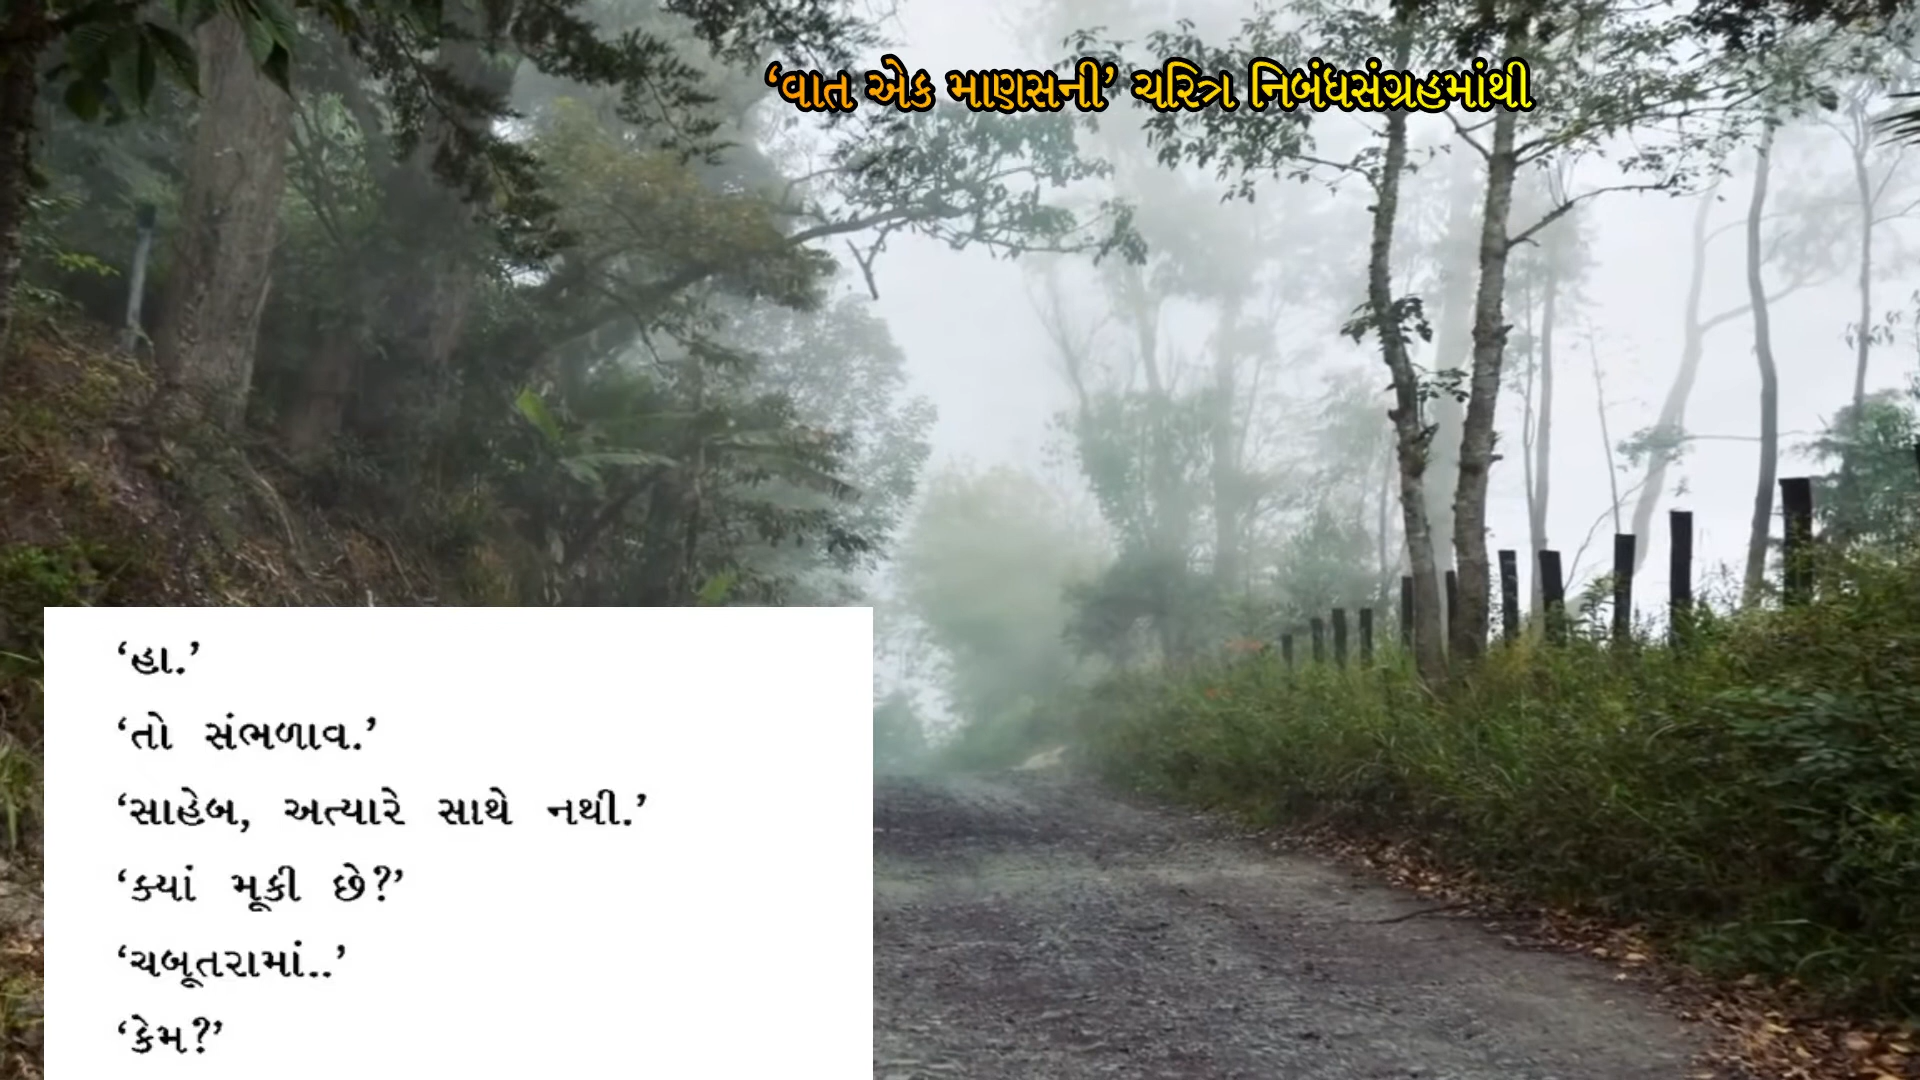 ‘વાત એક માણસની’ ચરિત્ર નિબંધસંગ્રહમાંથી
‘હા.’
‘તો સંભળાવ.’
‘સાહેબ, અત્યારે સાથે નથી.’
‘ક્યાં મૂકી છે?’
‘ચબૂતરામાં..’
‘કેમ?’